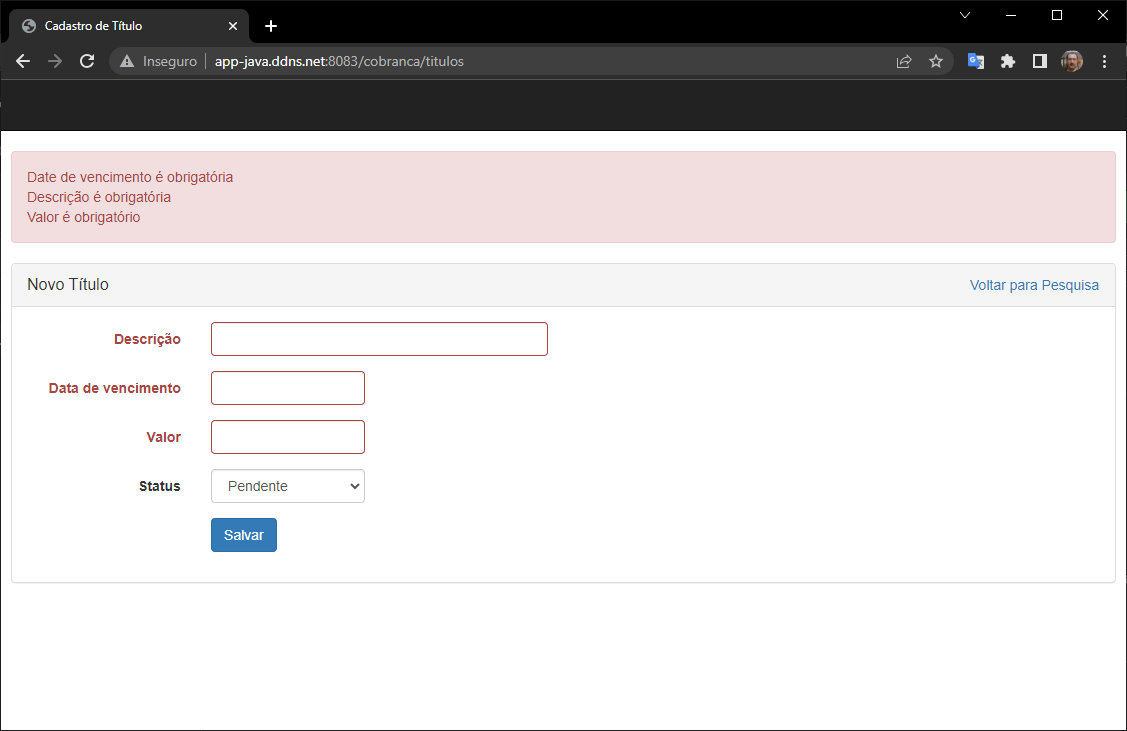 Cadastro de Título
Inseguro app-java.ddns.net:8083/cobranca/titulos
Date de vencimento é obrigatória
Descrição é obrigatória
Valor é obrigatório
Novo Título
Voltar para Pesquisa
Descrição
Data de vencimento
Valor
Status
Pendente
Salvar